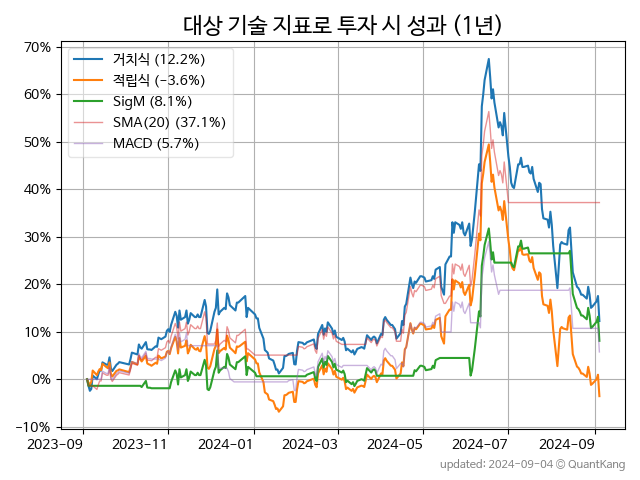 대상 기술 지표로 투자 시 성과 (1년)
70%
60%
50%
40%
30%
20%
10%
0%
−10%
거치식 (12.2%)
적립식 (−3.6%)
SigM (8.1%)
SMA(20) (37.1%)
MACD (5.7%)
2023-09
2023-11
2024-01
2024-03
2024-05
2024-07
2024-09
updated: 2024-09-04 © QuantKang